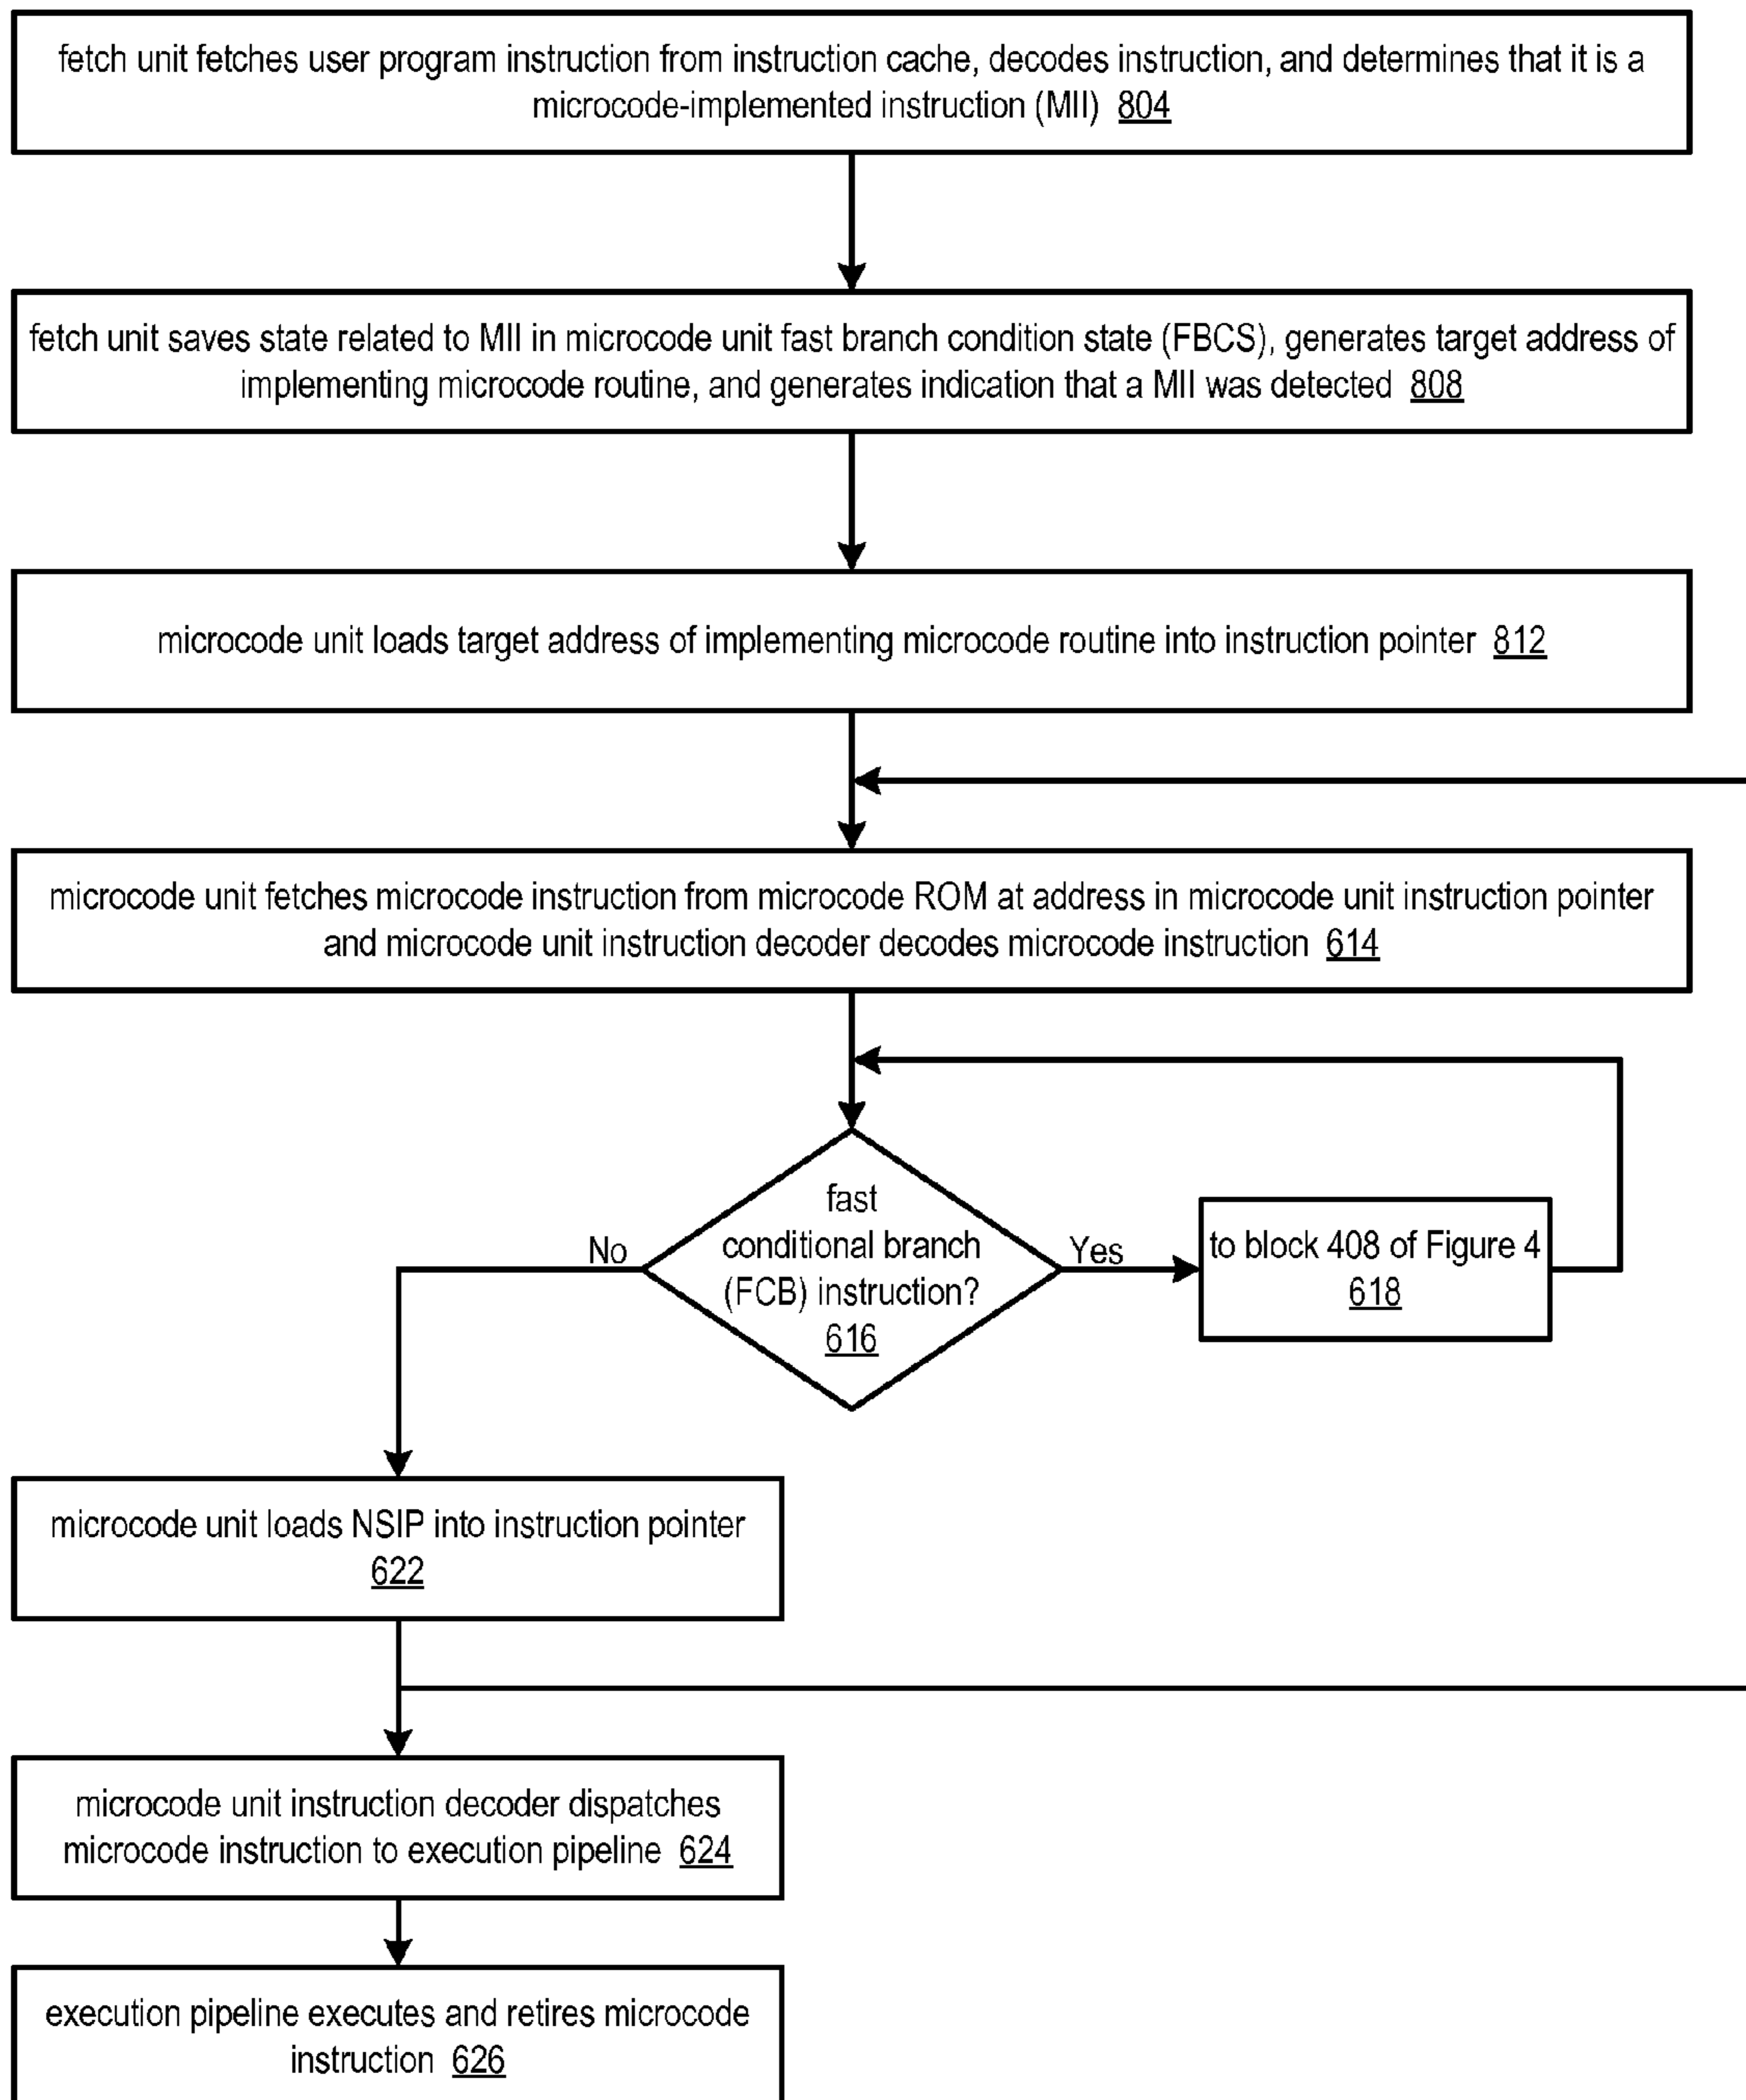 fetch unit fetches user program instruction from instruction cache, decodes instruction, and determines that it is a
microcode-implemented instruction (MII) 804
fetch unit saves state related to MII in microcode unit fast branch condition state (FBCS), generates target address of
implementing microcode routine, and generates indication that a MII was detected 808
microcode unit loads target address of implementing microcode routine into instruction pointer 812
microcode unit fetches microcode instruction from microcode ROM at address in microcode unit instruction pointer
and microcode unit instruction decoder decodes microcode instruction 614
fast
conditional branch
(FCB) instruction?
616
No
Yes
to block 408 of Figure 4
618
microcode unit loads NSIP into instruction pointer
622
microcode unit instruction decoder dispatches
microcode instruction to execution pipeline 624
execution pipeline executes and retires microcode
instruction 626